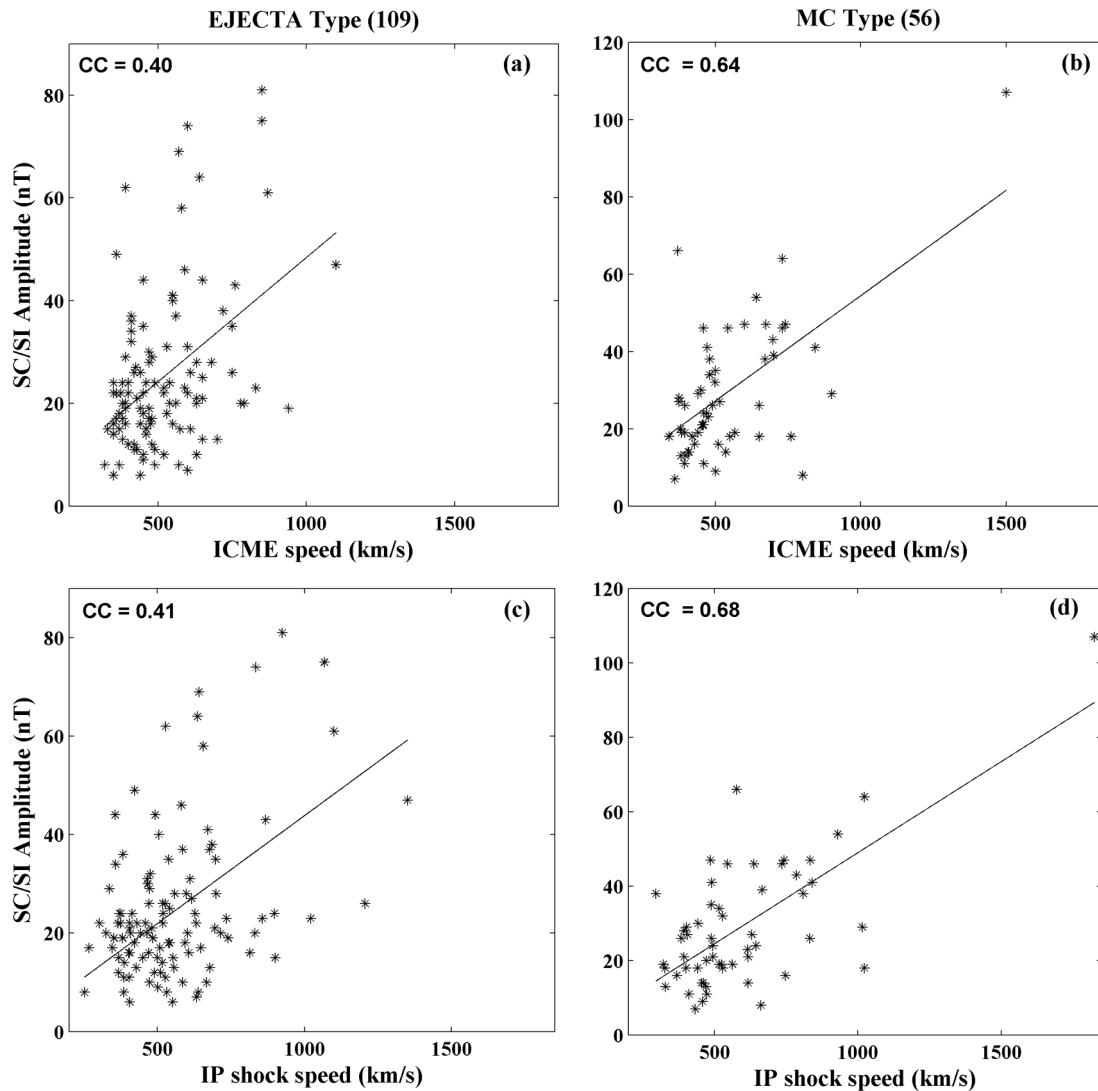 EJECTA Type (109)
MC Type (56)
CC = 0.40
(a)
80
60
40
20
0
SC/SI Amplitude (nT)
500
1000
1500
ICME speed (km/s)
CC = 0.64
(b)
120
100
80
60
40
20
0
500
1000
1500
ICME speed (km/s)
CC = 0.41
(c)
80
60
40
20
0
SC/SI Amplitude (nT)
500
1000
1500
IP shock speed (km/s)
CC = 0.68
(d)
120
100
80
60
40
20
0
500
1000
1500
IP shock speed (km/s)